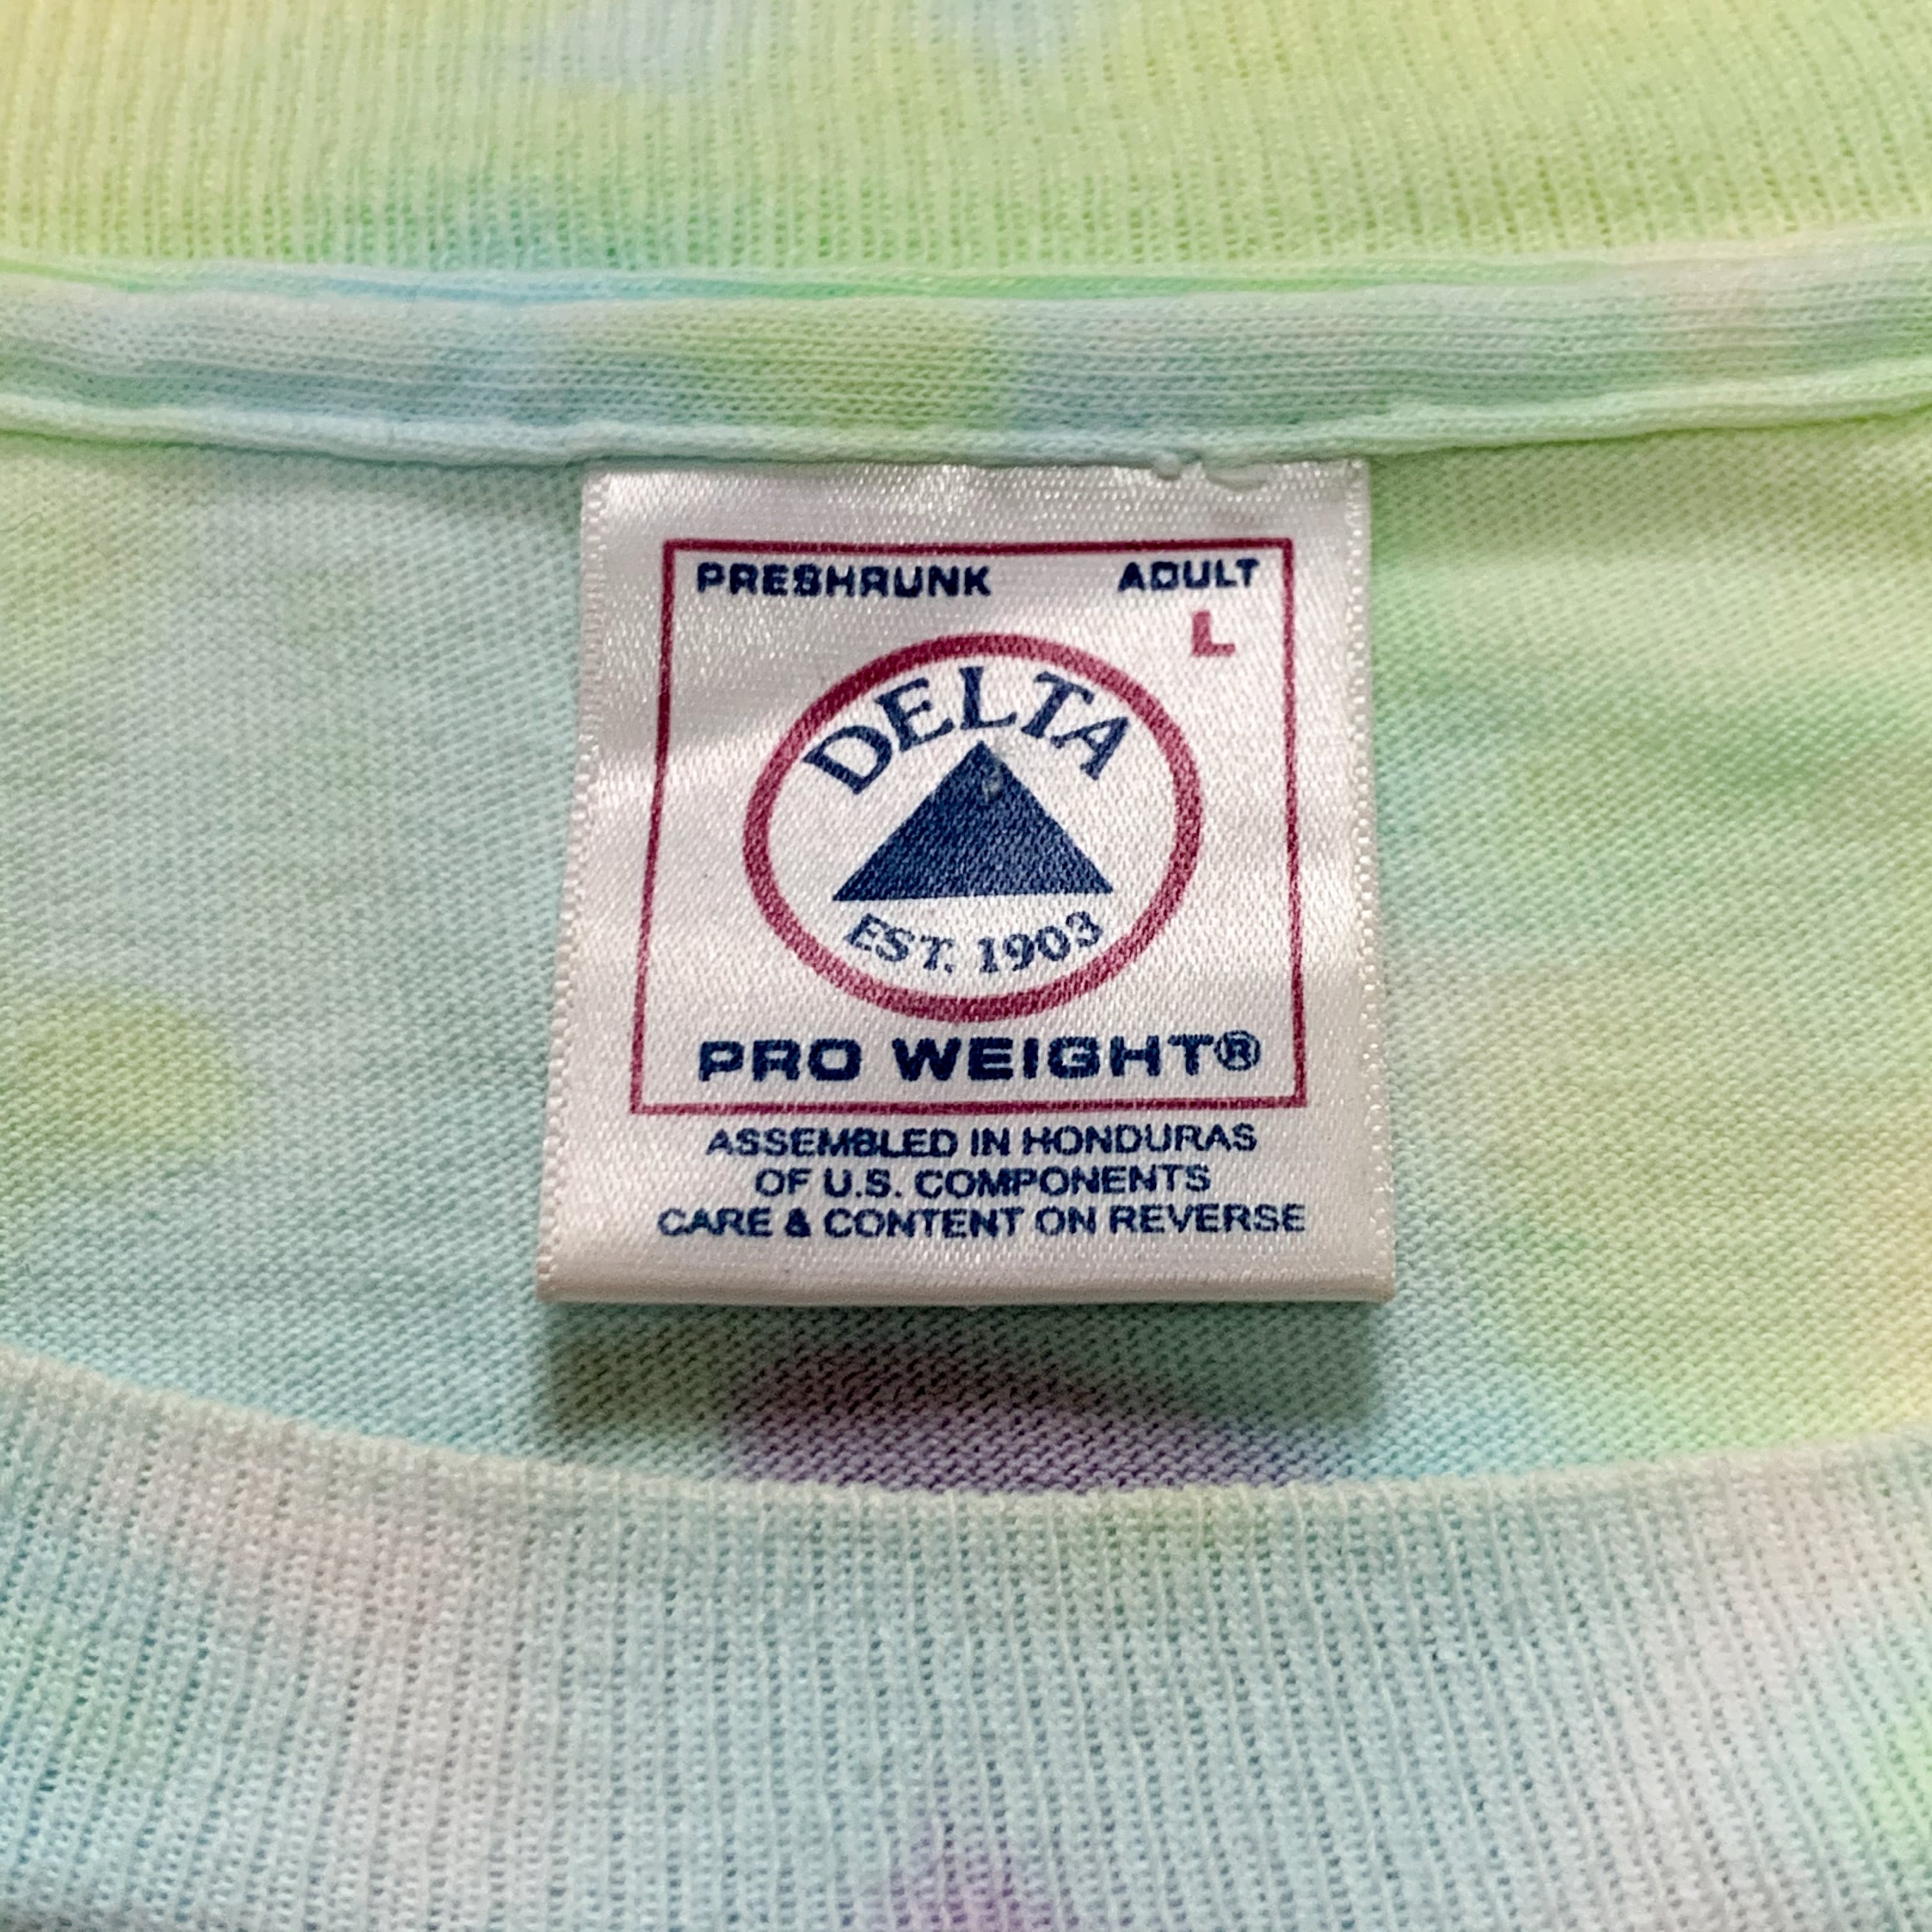 PRESHRUNK ADULT
L
DELTA
EST. 1903
PRO WEIGHT®
ASSEMBLED IN HONDURAS
OF U.S. COMPONENTS
CARE & CONTENT ON REVERSE